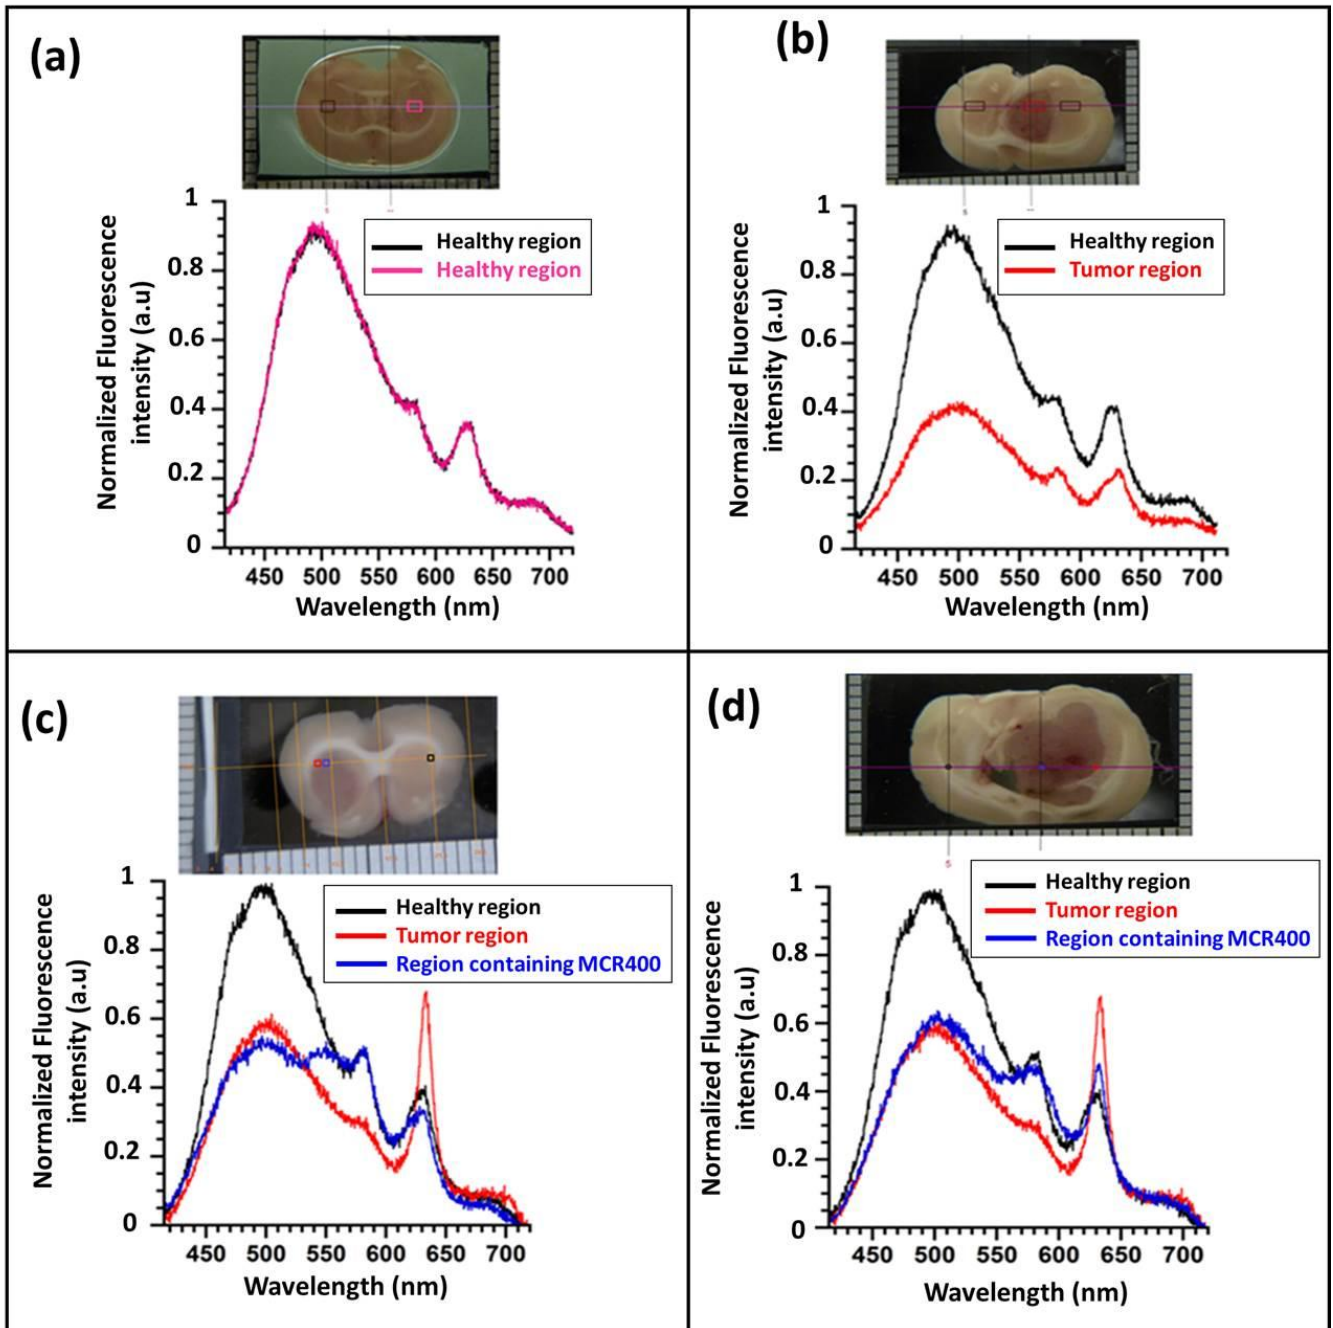 (a)
1
0.8
0.6
0.4
0.2
0
Normalized Fluorescence
intensity (a.u)
Healthy region
Healthy region
450 500 550 600 650 700
Wavelength (nm)
(b)
1
0.8
0.6
0.4
0.2
0
Normalized Fluorescence
intensity (a.u)
Healthy region
Tumor region
450 500 550 600 650 700
Wavelength (nm)
(c)
1
0.8
0.6
0.4
0.2
0
Normalized Fluorescence
intensity (a.u)
Healthy region
Tumor region
Region containing MCR400
450 500 550 600 650 700
Wavelength (nm)
(d)
5
1
0.8
0.6
0.4
0.2
0
Normalized Fluorescence
intensity (a.u)
Healthy region
Tumor region
Region containing MCR400
450 500 550 600 650 700
Wavelength (nm)